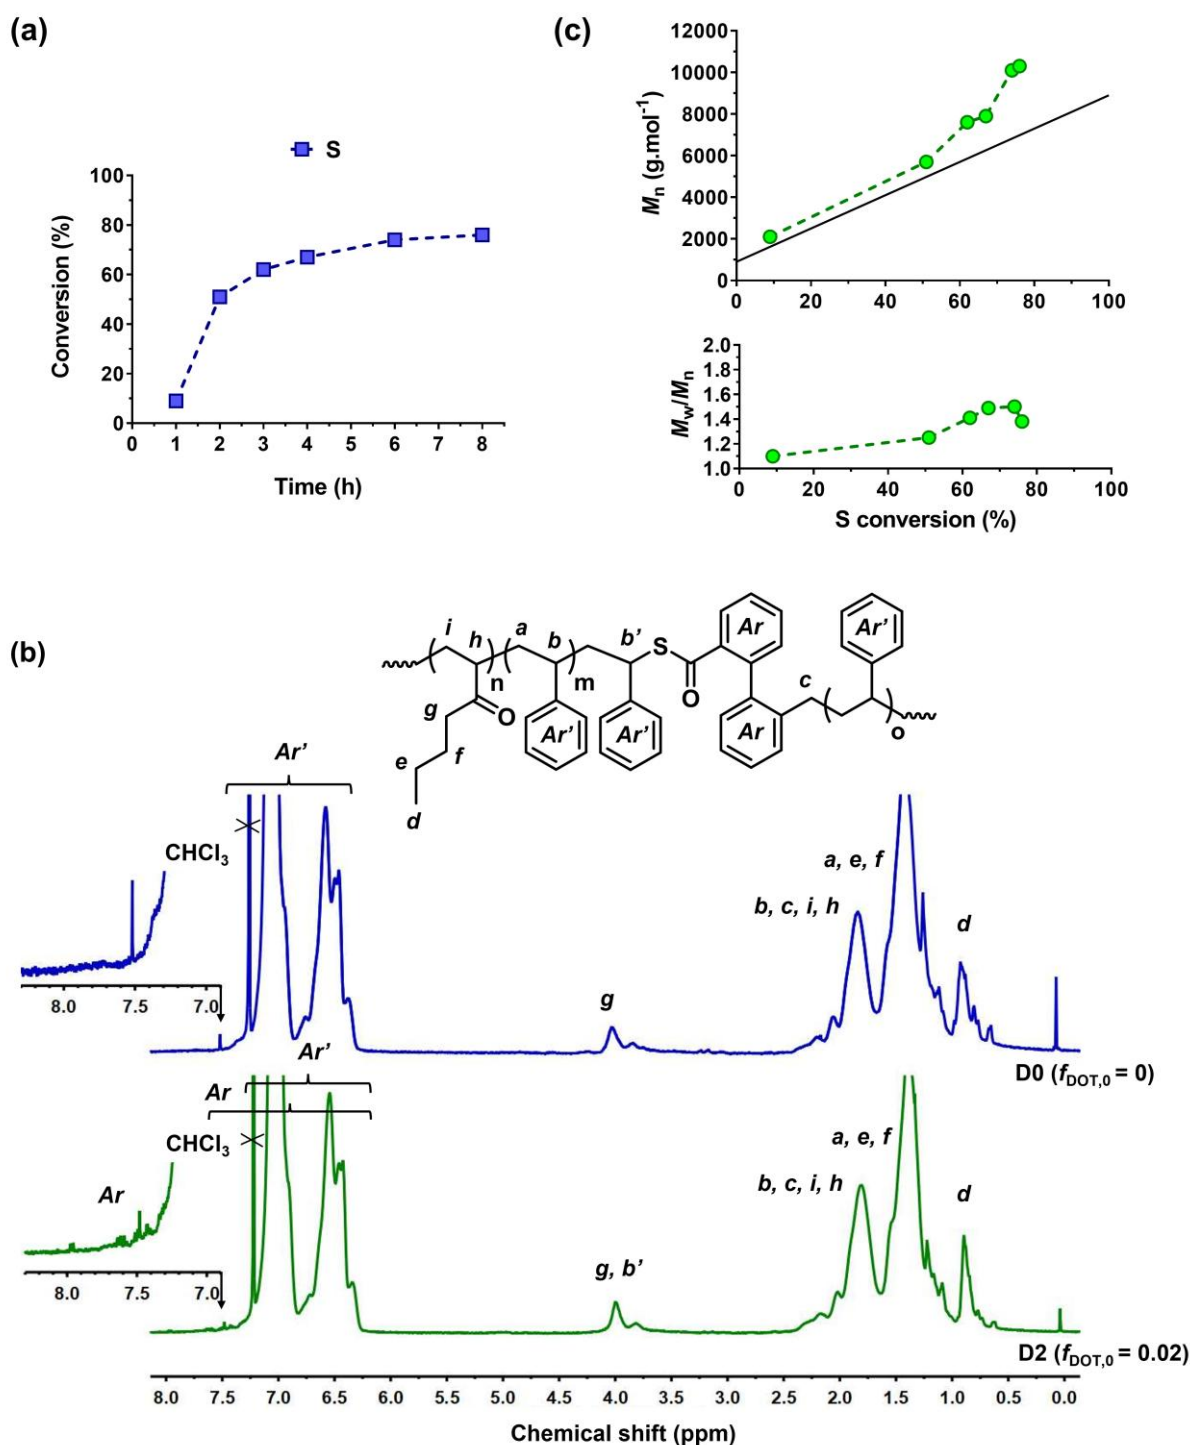 (a)
S
Conversion (%)
100
80
60
40
20
0
0 1 2 3 4 5 6 7 8
Time (h)
(c)
Mn (g.mol⁻¹)
12000
10000
8000
6000
4000
2000
0
0 20 40 60 80 100
Mw/Mn
2.0
1.8
1.6
1.4
1.2
1.0
0 20 40 60 80 100
S conversion (%)
(b)
i h a b b' S Ar Ar'
n m O c o
g O Ar' Ar' Ar
e f
d
Ar'
CHCl3
8.0 7.5 7.0
g
b, c, i, h
a, e, f
d
D0 (fDOT,0 = 0)
Ar'
Ar
CHCl3
Ar
8.0 7.5 7.0
g, b'
b, c, i, h
a, e, f
d
D2 (fDOT,0 = 0.02)
8.0 7.5 7.0 6.5 6.0 5.5 5.0 4.5 4.0 3.5 3.0 2.5 2.0 1.5 1.0 0.5 0.0
Chemical shift (ppm)